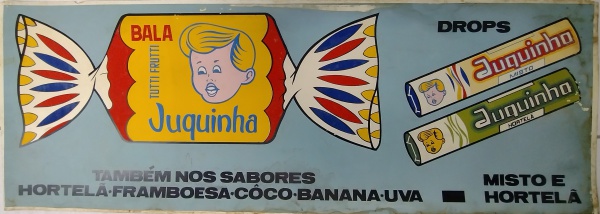 BALA
TUTTI FRUTTI
Juquinha
DROPS
Juquinha
MISTO
Juquinha
HORTELÃ
TAMBÉM NOS SABORES
HORTELÃ·FRAMBOESA·CÔCO·BANANA·UVA
MISTO E
HORTELÃ